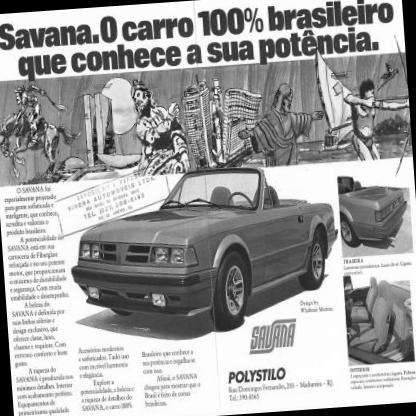 Savana. O carro 100% brasileiro
que conhece a sua potência.
O SAVANA foi
especialmente projetado
para gente sofisticada e
inteligente, que conhece,
acredita e valoriza o
produto brasileiro.
A potencialidade do
SAVANA está em sua
carroceria de Fiberglass
reforçada e no seu potente
motor, que proporcionam
o máximo de durabilidade
e segurança. Com muita
estabilidade e desempenho.
A beleza do
SAVANA é definida por
suas linhas sóbrias e
design exclusivo, que
oferece classe, luxo,
charme e requinte. Com
extremo conforto e bom
gosto.
A riqueza do
SAVANA é produzida nos
mínimos detalhes. Interior
com acabamento perfeito.
Equipamentos de
primeiríssima qualidade.
Acessórios modernos
e sofisticados. Tudo isso
com incrível harmonia
e elegância.
Explore a
potencialidade, a beleza e
a riqueza de detalhes do
SAVANA, o carro 100%
Brasileiro que conhece a
sua potência e orgulha-se
com isso.
Afinal, o SAVANA
chegou para mostrar que o
Brasil é feito de coisas
brasileiras.
RIVERA AUTOMÓVEIS LTDA.
Design by
Wladimir Martins
SAVANA
POLYSTILO
Rua Domingos Fernandes, 200 – Madureira – RJ.
Tel.: 390-8565
TRASEIRA
INTERIOR